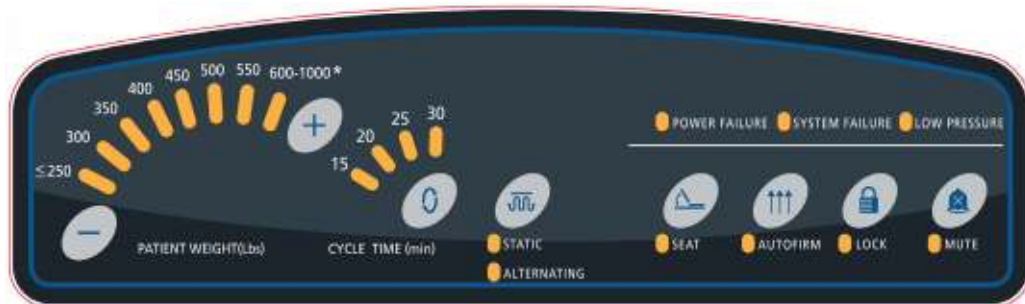 ≤250
300
350
400
450
500
550
600-1000*
+
−
PATIENT WEIGHT(Lbs)
15
20
25
30
CYCLE TIME (min)
STATIC
ALTERNATING
POWER FAILURE SYSTEM FAILURE LOW PRESSURE
SEAT AUTOFIRM LOCK MUTE